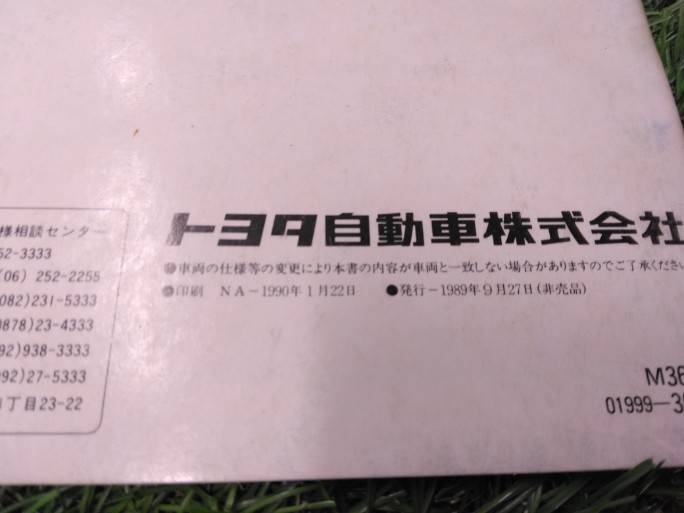 様相談センター
52-3333
(06) 252-2255
082)231-5333
0878)23-4333
92)938-3333
992)27-5333
丁目23-22
トヨタ自動車株式会社
●車両の仕様等の変更により本書の内容が車両と一致しない場合がありますのでご了承ください
●印刷 NA－1990年1月22日 ●発行－1989年9月27日(非売品)
M36
01999－3